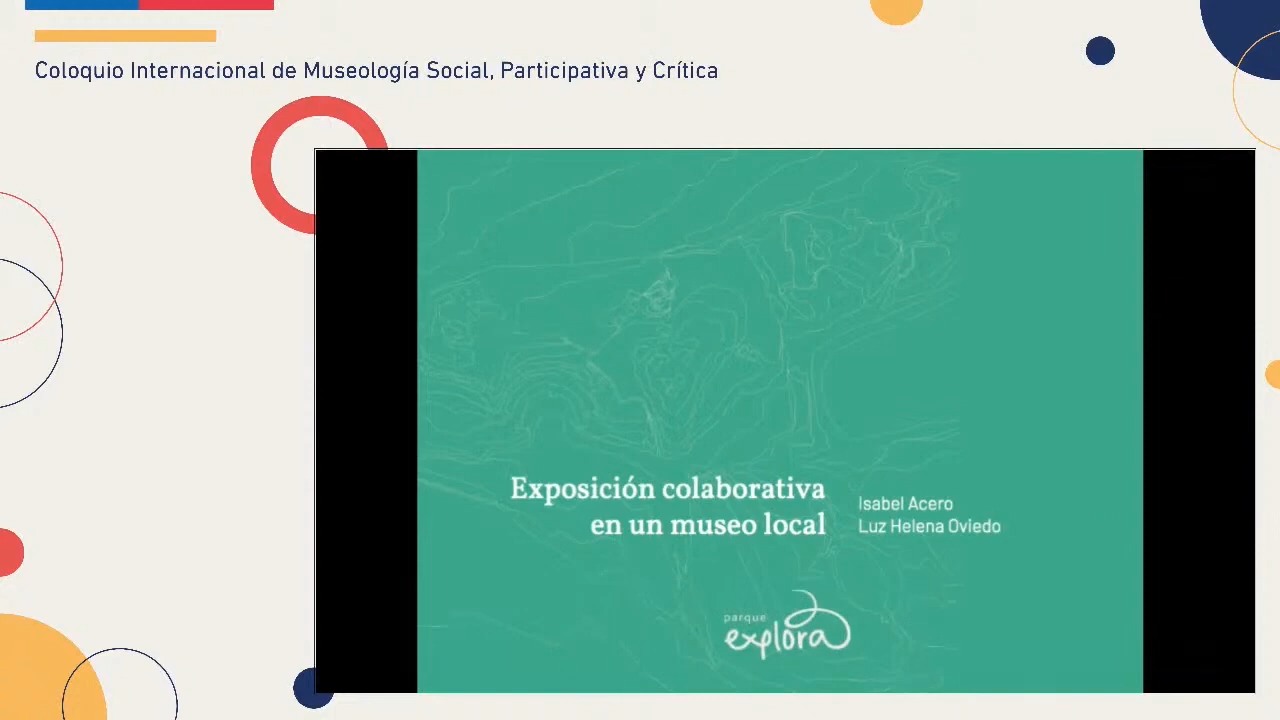 Coloquio Internacional de Museología Social, Participativa y Crítica
Exposición colaborativa
en un museo local
Isabel Acero
Luz Helena Oviedo
parque
explora